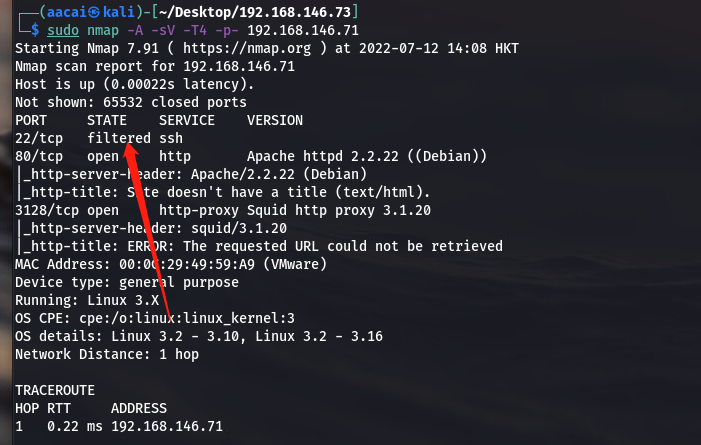 (aacai㉿kali)-[~/Desktop/192.168.146.73]
$ sudo nmap -A -sV -T4 -p- 192.168.146.71
Starting Nmap 7.91 ( https://nmap.org ) at 2022-07-12 14:08 HKT
Nmap scan report for 192.168.146.71
Host is up (0.00022s latency).
Not shown: 65532 closed ports
PORT     STATE    SERVICE    VERSION
22/tcp   filtered ssh
80/tcp   open     http       Apache httpd 2.2.22 ((Debian))
|_http-server-header: Apache/2.2.22 (Debian)
|_http-title: Site doesn't have a title (text/html).
3128/tcp open     http-proxy Squid http proxy 3.1.20
|_http-server-header: squid/3.1.20
|_http-title: ERROR: The requested URL could not be retrieved
MAC Address: 00:0C:29:49:59:A9 (VMware)
Device type: general purpose
Running: Linux 3.X
OS CPE: cpe:/o:linux:linux_kernel:3
OS details: Linux 3.2 - 3.10, Linux 3.2 - 3.16
Network Distance: 1 hop
TRACEROUTE
HOP RTT     ADDRESS
1   0.22 ms 192.168.146.71